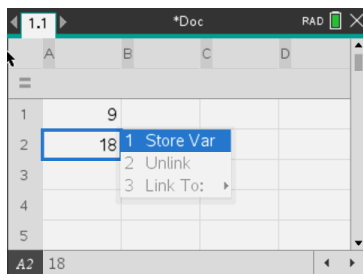 1.1 *Doc RAD
A B C D
=
1 9
2 18 1 Store Var
2 Unlink
3 3 Link To:
4
5
A2 18